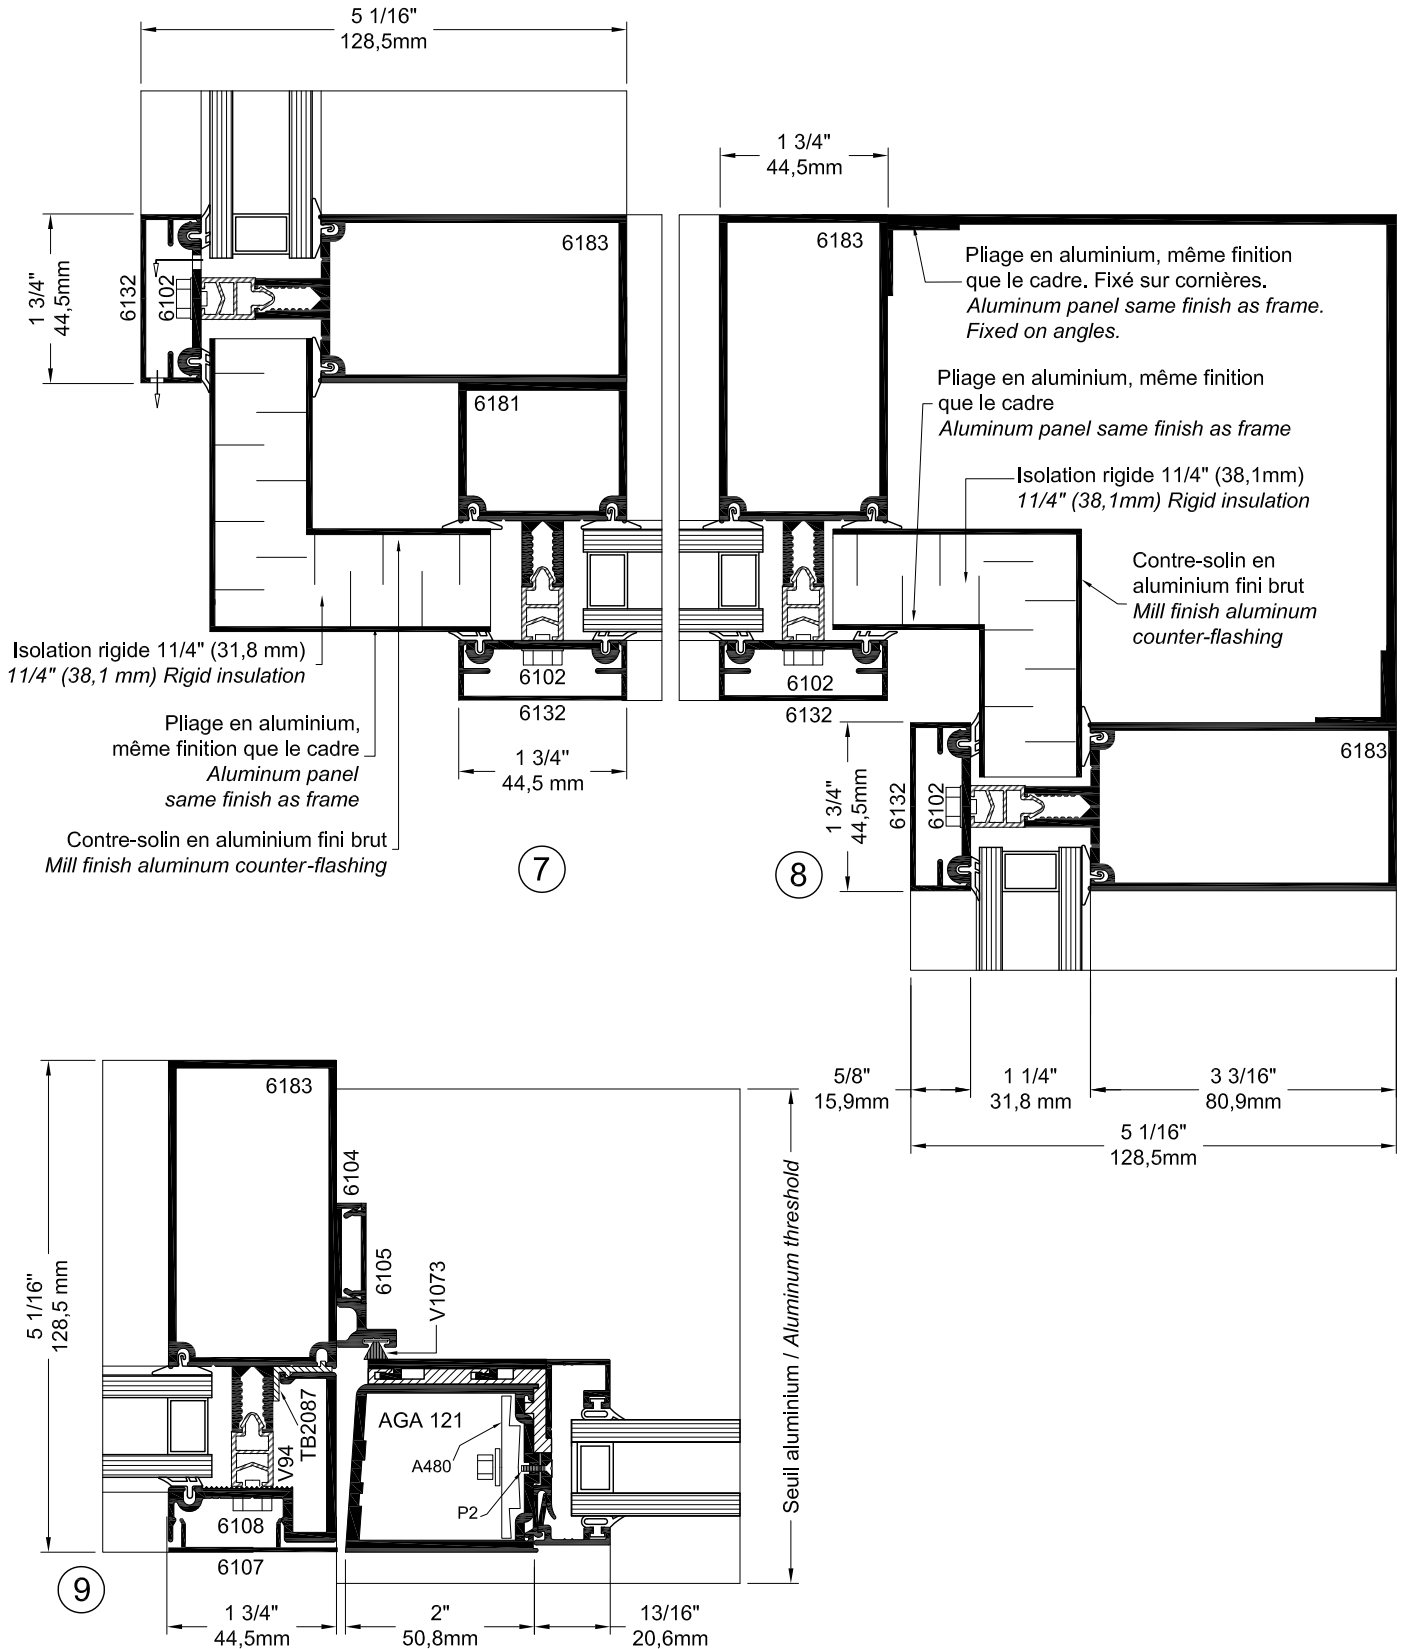 5 1/16"
128,5mm
1 3/4"
44,5mm
6132
6102
6183
6181
Isolation rigide 11/4" (31,8 mm)
11/4" (38,1 mm) Rigid insulation
Pliage en aluminium,
même finition que le cadre
Aluminum panel
same finish as frame
Contre-solin en aluminium fini brut
Mill finish aluminum counter-flashing
6102
6132
1 3/4"
44,5 mm
7
1 3/4"
44,5mm
6183
Pliage en aluminium, même finition
que le cadre. Fixé sur cornières.
Aluminum panel same finish as frame.
Fixed on angles.
Pliage en aluminium, même finition
que le cadre
Aluminum panel same finish as frame
Isolation rigide 11/4" (38,1mm)
11/4" (38,1mm) Rigid insulation
Contre-solin en
aluminium fini brut
Mill finish aluminum
counter-flashing
6102
6132
8
1 3/4"
44,5mm
6132
6102
6183
5/8"
15,9mm
1 1/4"
31,8 mm
3 3/16"
80,9mm
5 1/16"
128,5mm
5 1/16"
128,5 mm
6183
6104
6105
V1073
TB2087
V94
AGA 121
A480
P2
6108
6107
Seuil aluminium / Aluminum threshold
9
1 3/4"
44,5mm
2"
50,8mm
13/16"
20,6mm